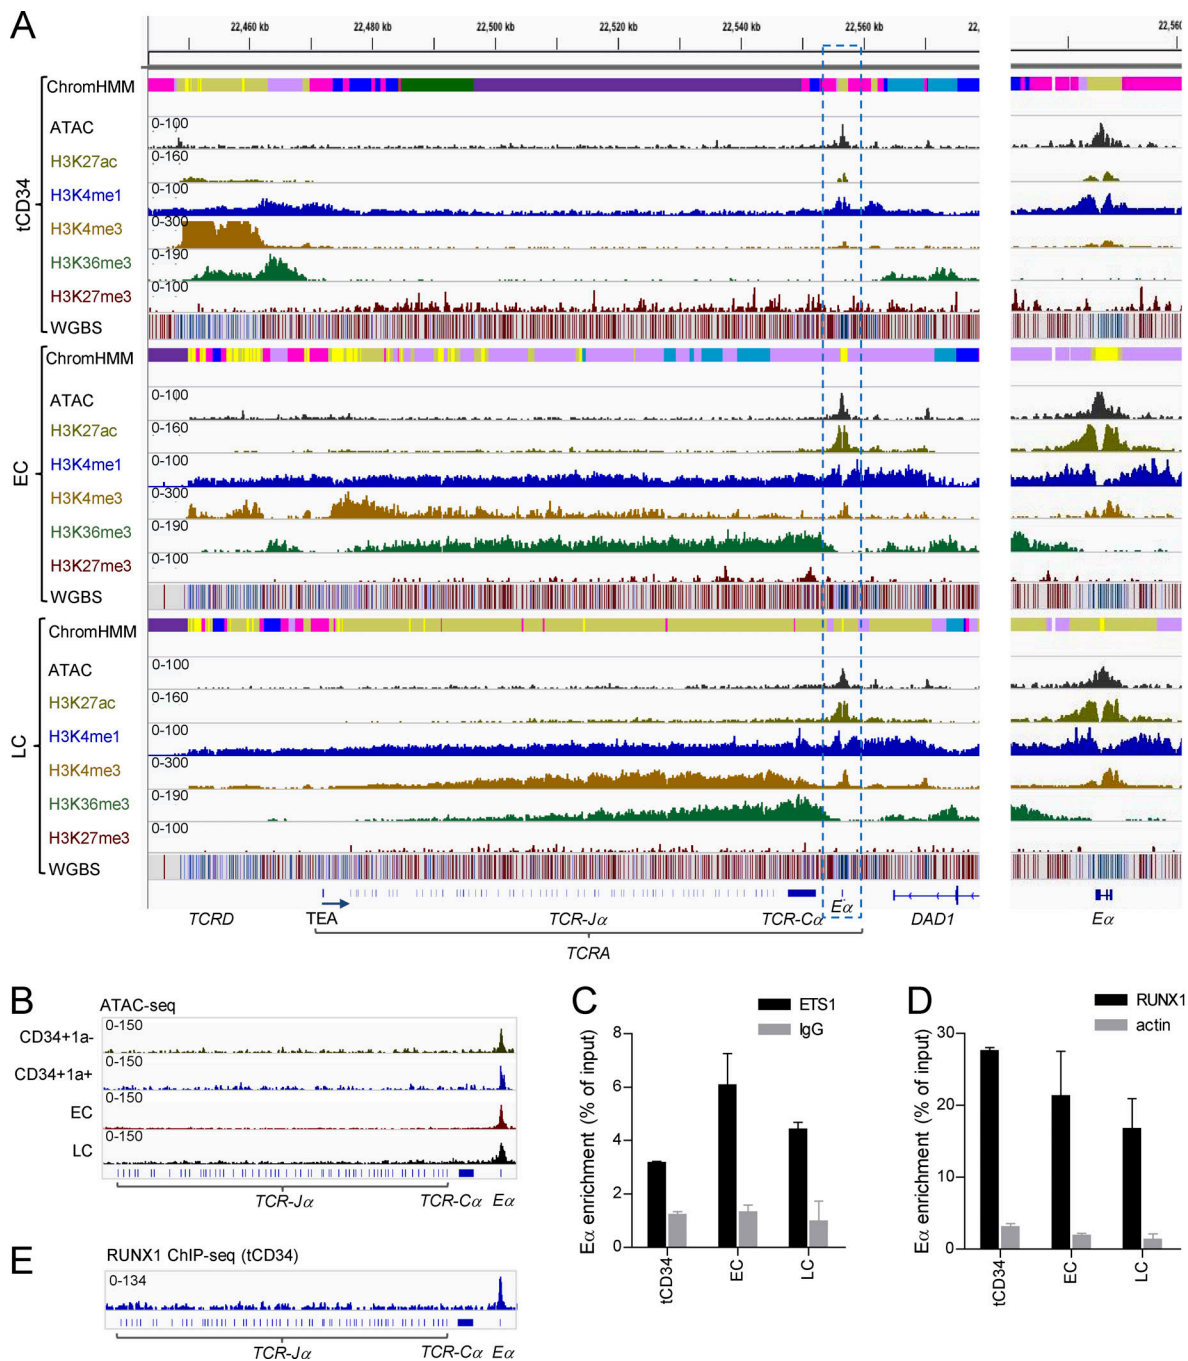 A
22,460 kb 22,480 kb 22,500 kb 22,520 kb 22,540 kb 22,560 kb 22,560
tCD34
ChromHMM
ATAC 0-100
H3K27ac 0-160
H3K4me1 0-100
H3K4me3 0-300
H3K36me3 0-190
H3K27me3 0-100
WGBS
EC
ChromHMM
ATAC 0-100
H3K27ac 0-160
H3K4me1 0-100
H3K4me3 0-300
H3K36me3 0-190
H3K27me3 0-100
WGBS
LC
ChromHMM
ATAC 0-100
H3K27ac 0-160
H3K4me1 0-100
H3K4me3 0-300
H3K36me3 0-190
H3K27me3 0-100
WGBS
TCRD TEA TCR-Jα TCR-Cα Eα DAD1 Eα
TCRA
B
ATAC-seq
CD34+1a- 0-150
CD34+1a+ 0-150
EC 0-150
LC 0-150
TCR-Jα TCR-Cα Eα
C
ETS1
IgG
Eα enrichment (% of input)
8
6
4
2
0
tCD34 EC LC
D
RUNX1
actin
Eα enrichment (% of input)
30
20
10
0
tCD34 EC LC
E
RUNX1 ChIP-seq (tCD34)
0-134
TCR-Jα TCR-Cα Eα